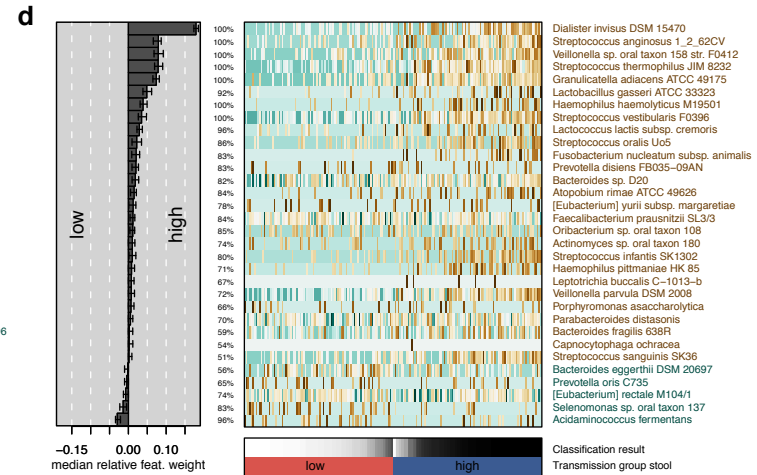 d
100% Dialister invisus DSM 15470
91% Streptococcus anginosus 1_2_62CV
100% Veillonella sp. oral taxon 158 str. F0412
100% Streptococcus thermophilus JIM 8232
100% Granulicatella adiacens ATCC 49175
92% Lactobacillus gasseri ATCC 33323
100% Haemophilus haemolyticus M19501
100% Streptococcus vestibularis F0396
96% Lactococcus lactis subsp. cremoris
86% Streptococcus oralis Uo5
83% Fusobacterium nucleatum subsp. animalis
83% Prevotella disiens FB035−09AN
82% Bacteroides sp. D20
84% Atopobium rimae ATCC 49626
78% [Eubacterium] yurii subsp. margaretiae
84% Faecalibacterium prausnitzii SL3/3
85% Oribacterium sp. oral taxon 108
74% Actinomyces sp. oral taxon 180
80% Streptococcus infantis SK1302
71% Haemophilus pittmaniae HK 85
67% Leptotrichia buccalis C−1013−b
72% Veillonella parvula DSM 2008
66% Porphyromonas asaccharolytica
70% Parabacteroides distasonis
59% Bacteroides fragilis 638R
54% Capnocytophaga ochracea
51% Streptococcus sanguinis SK36
56% Bacteroides eggerthii DSM 20697
65% Prevotella oris C735
74% [Eubacterium] rectale M104/1
83% Selenomonas sp. oral taxon 137
96% Acidaminococcus fermentans
low
high
6
−0.15 0.00 0.10
median relative feat. weight
Classification result
low high Transmission group stool